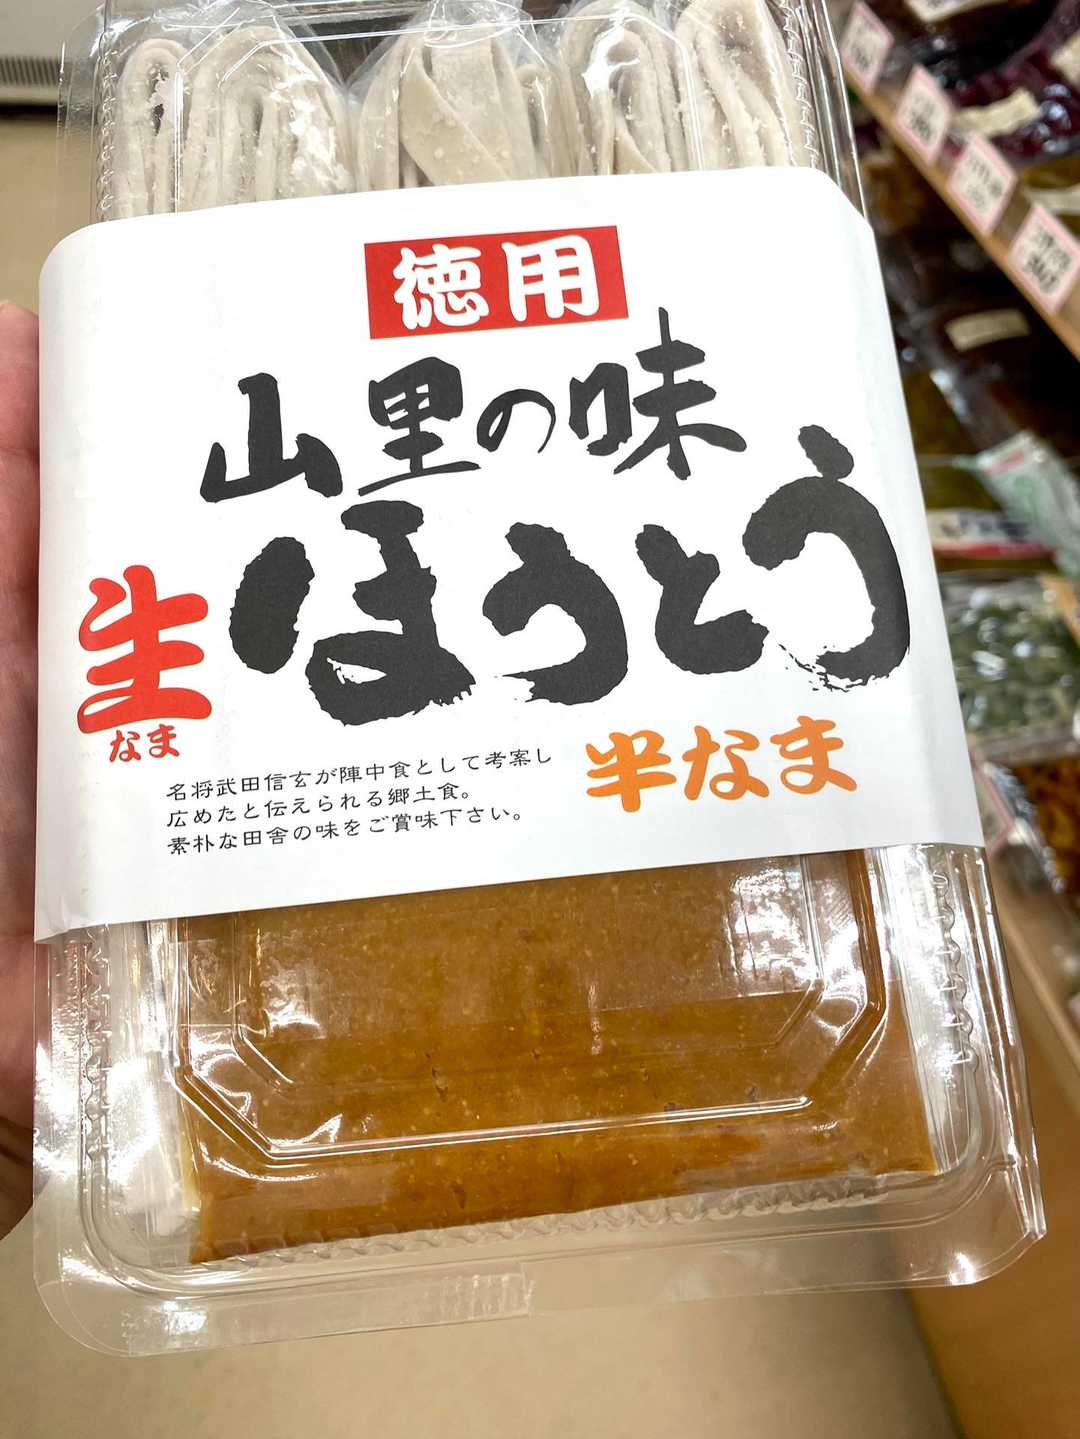 徳用
山里の味
ほうとう
生
なま
半なま
名将武田信玄が陣中食として考案し
広めたと伝えられる郷土食。
素朴な田舎の味をご賞味下さい。